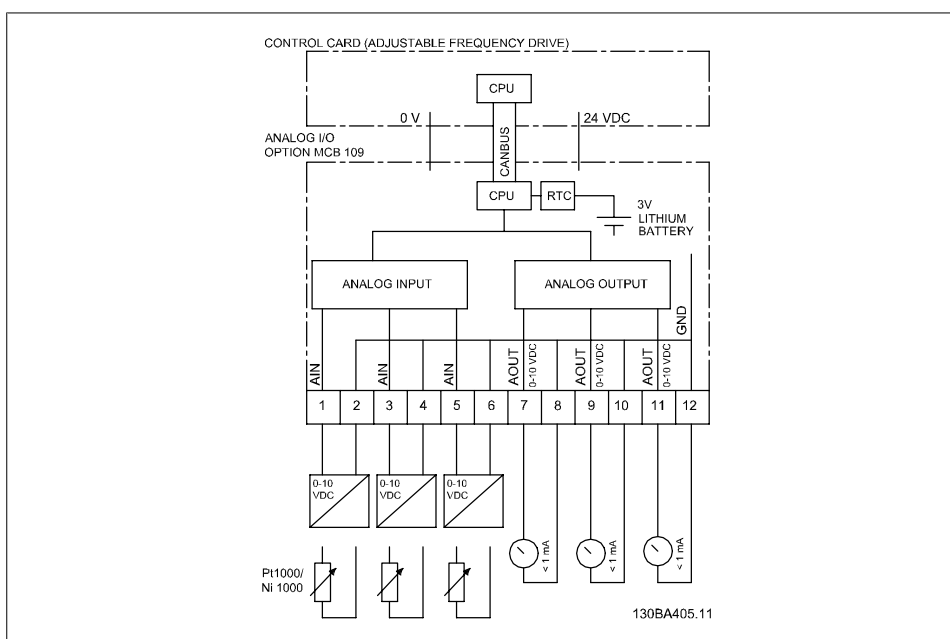 CONTROL CARD (ADJUSTABLE FREQUENCY DRIVE)
CPU
0 V
24 VDC
ANALOG I/O
OPTION MCB 109
CANBUS
CPU
RTC
3V
LITHIUM
BATTERY
ANALOG INPUT
ANALOG OUTPUT
GND
AIN
AIN
AIN
AOUT
0-10 VDC
AOUT
0-10 VDC
AOUT
0-10 VDC
1 2 3 4 5 6 7 8 9 10 11 12
0-10
VDC
0-10
VDC
0-10
VDC
< 1 mA
< 1 mA
< 1 mA
Pt1000/
Ni 1000
130BA405.11